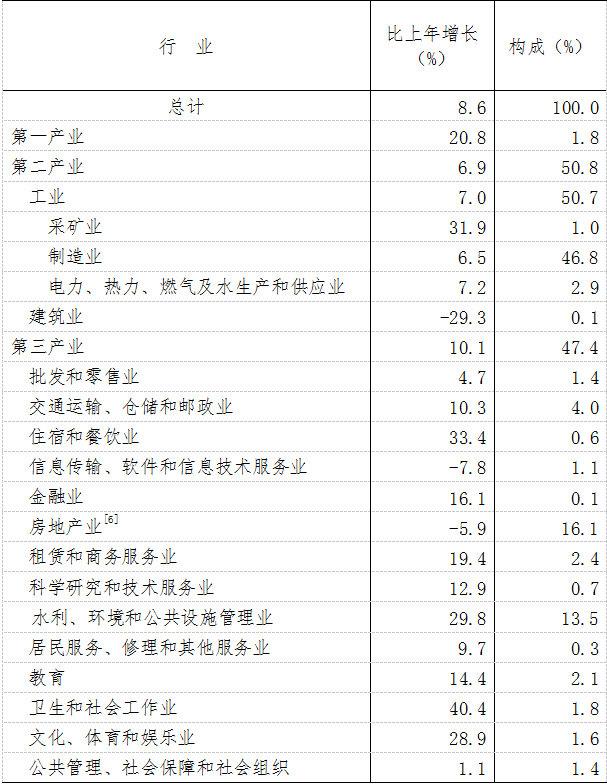 行 业 比上年增长（%） 构成（%）
总计 8.6 100.0
第一产业 20.8 1.8
第二产业 6.9 50.8
工业 7.0 50.7
采矿业 31.9 1.0
制造业 6.5 46.8
电力、热力、燃气及水生产和供应业 7.2 2.9
建筑业 -29.3 0.1
第三产业 10.1 47.4
批发和零售业 4.7 1.4
交通运输、仓储和邮政业 10.3 4.0
住宿和餐饮业 33.4 0.6
信息传输、软件和信息技术服务业 -7.8 1.1
金融业 16.1 0.1
房地产业[6] -5.9 16.1
租赁和商务服务业 19.4 2.4
科学研究和技术服务业 12.9 0.7
水利、环境和公共设施管理业 29.8 13.5
居民服务、修理和其他服务业 9.7 0.3
教育 14.4 2.1
卫生和社会工作业 40.4 1.8
文化、体育和娱乐业 28.9 1.6
公共管理、社会保障和社会组织 1.1 1.4